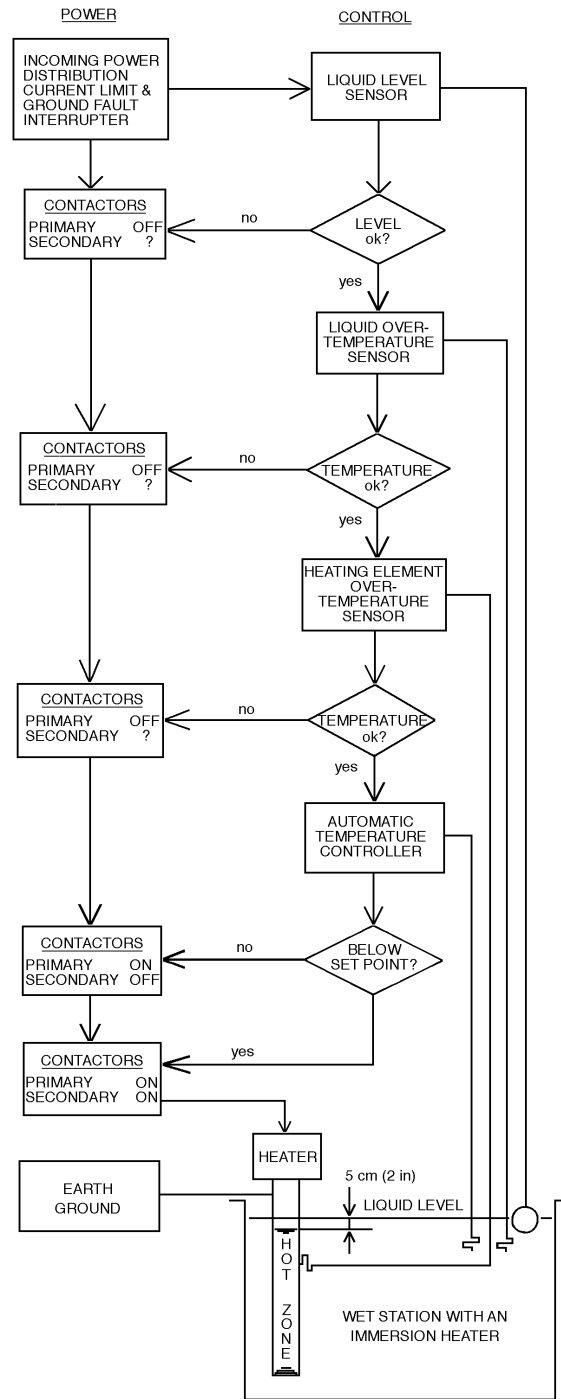 POWER
CONTROL
INCOMING POWER
DISTRIBUTION
CURRENT LIMIT &
GROUND FAULT
INTERRUPTER
LIQUID LEVEL
SENSOR
CONTACTORS
PRIMARY OFF
SECONDARY ?
no
LEVEL
ok?
yes
LIQUID OVER-
TEMPERATURE
SENSOR
CONTACTORS
PRIMARY OFF
SECONDARY ?
no
TEMPERATURE
ok?
yes
HEATING ELEMENT
OVER-
TEMPERATURE
SENSOR
CONTACTORS
PRIMARY OFF
SECONDARY ?
no
TEMPERATURE
ok?
yes
AUTOMATIC
TEMPERATURE
CONTROLLER
CONTACTORS
PRIMARY ON
SECONDARY OFF
no
BELOW
SET POINT?
yes
CONTACTORS
PRIMARY ON
SECONDARY ON
HEATER
EARTH
GROUND
5 cm (2 in)
LIQUID LEVEL
HOT ZONE
WET STATION WITH AN
IMMERSION HEATER